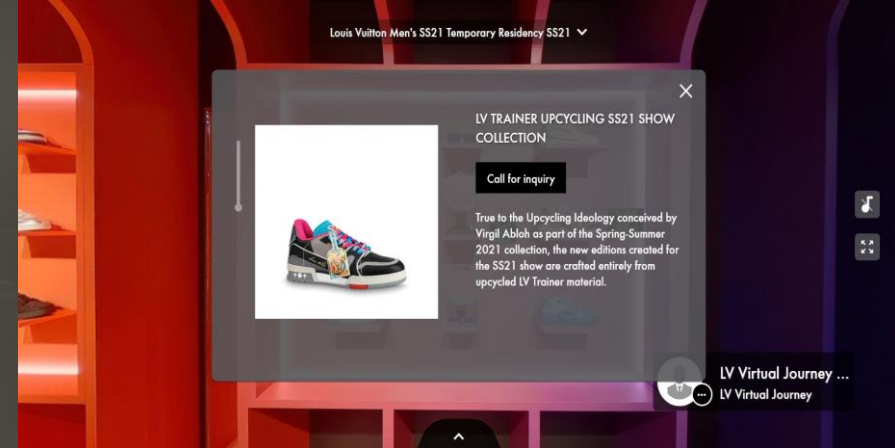 Louis Vuitton Men's SS21 Temporary Residency SS21
LV TRAINER UPCYCLING SS21 SHOW
COLLECTION
Call for inquiry
True to the Upcycling Ideology conceived by
Virgil Abloh as part of the Spring-Summer
2021 collection, the new editions created for
the SS21 show are crafted entirely from
upcycled LV Trainer material.
LV Virtual Journey ...
LV Virtual Journey